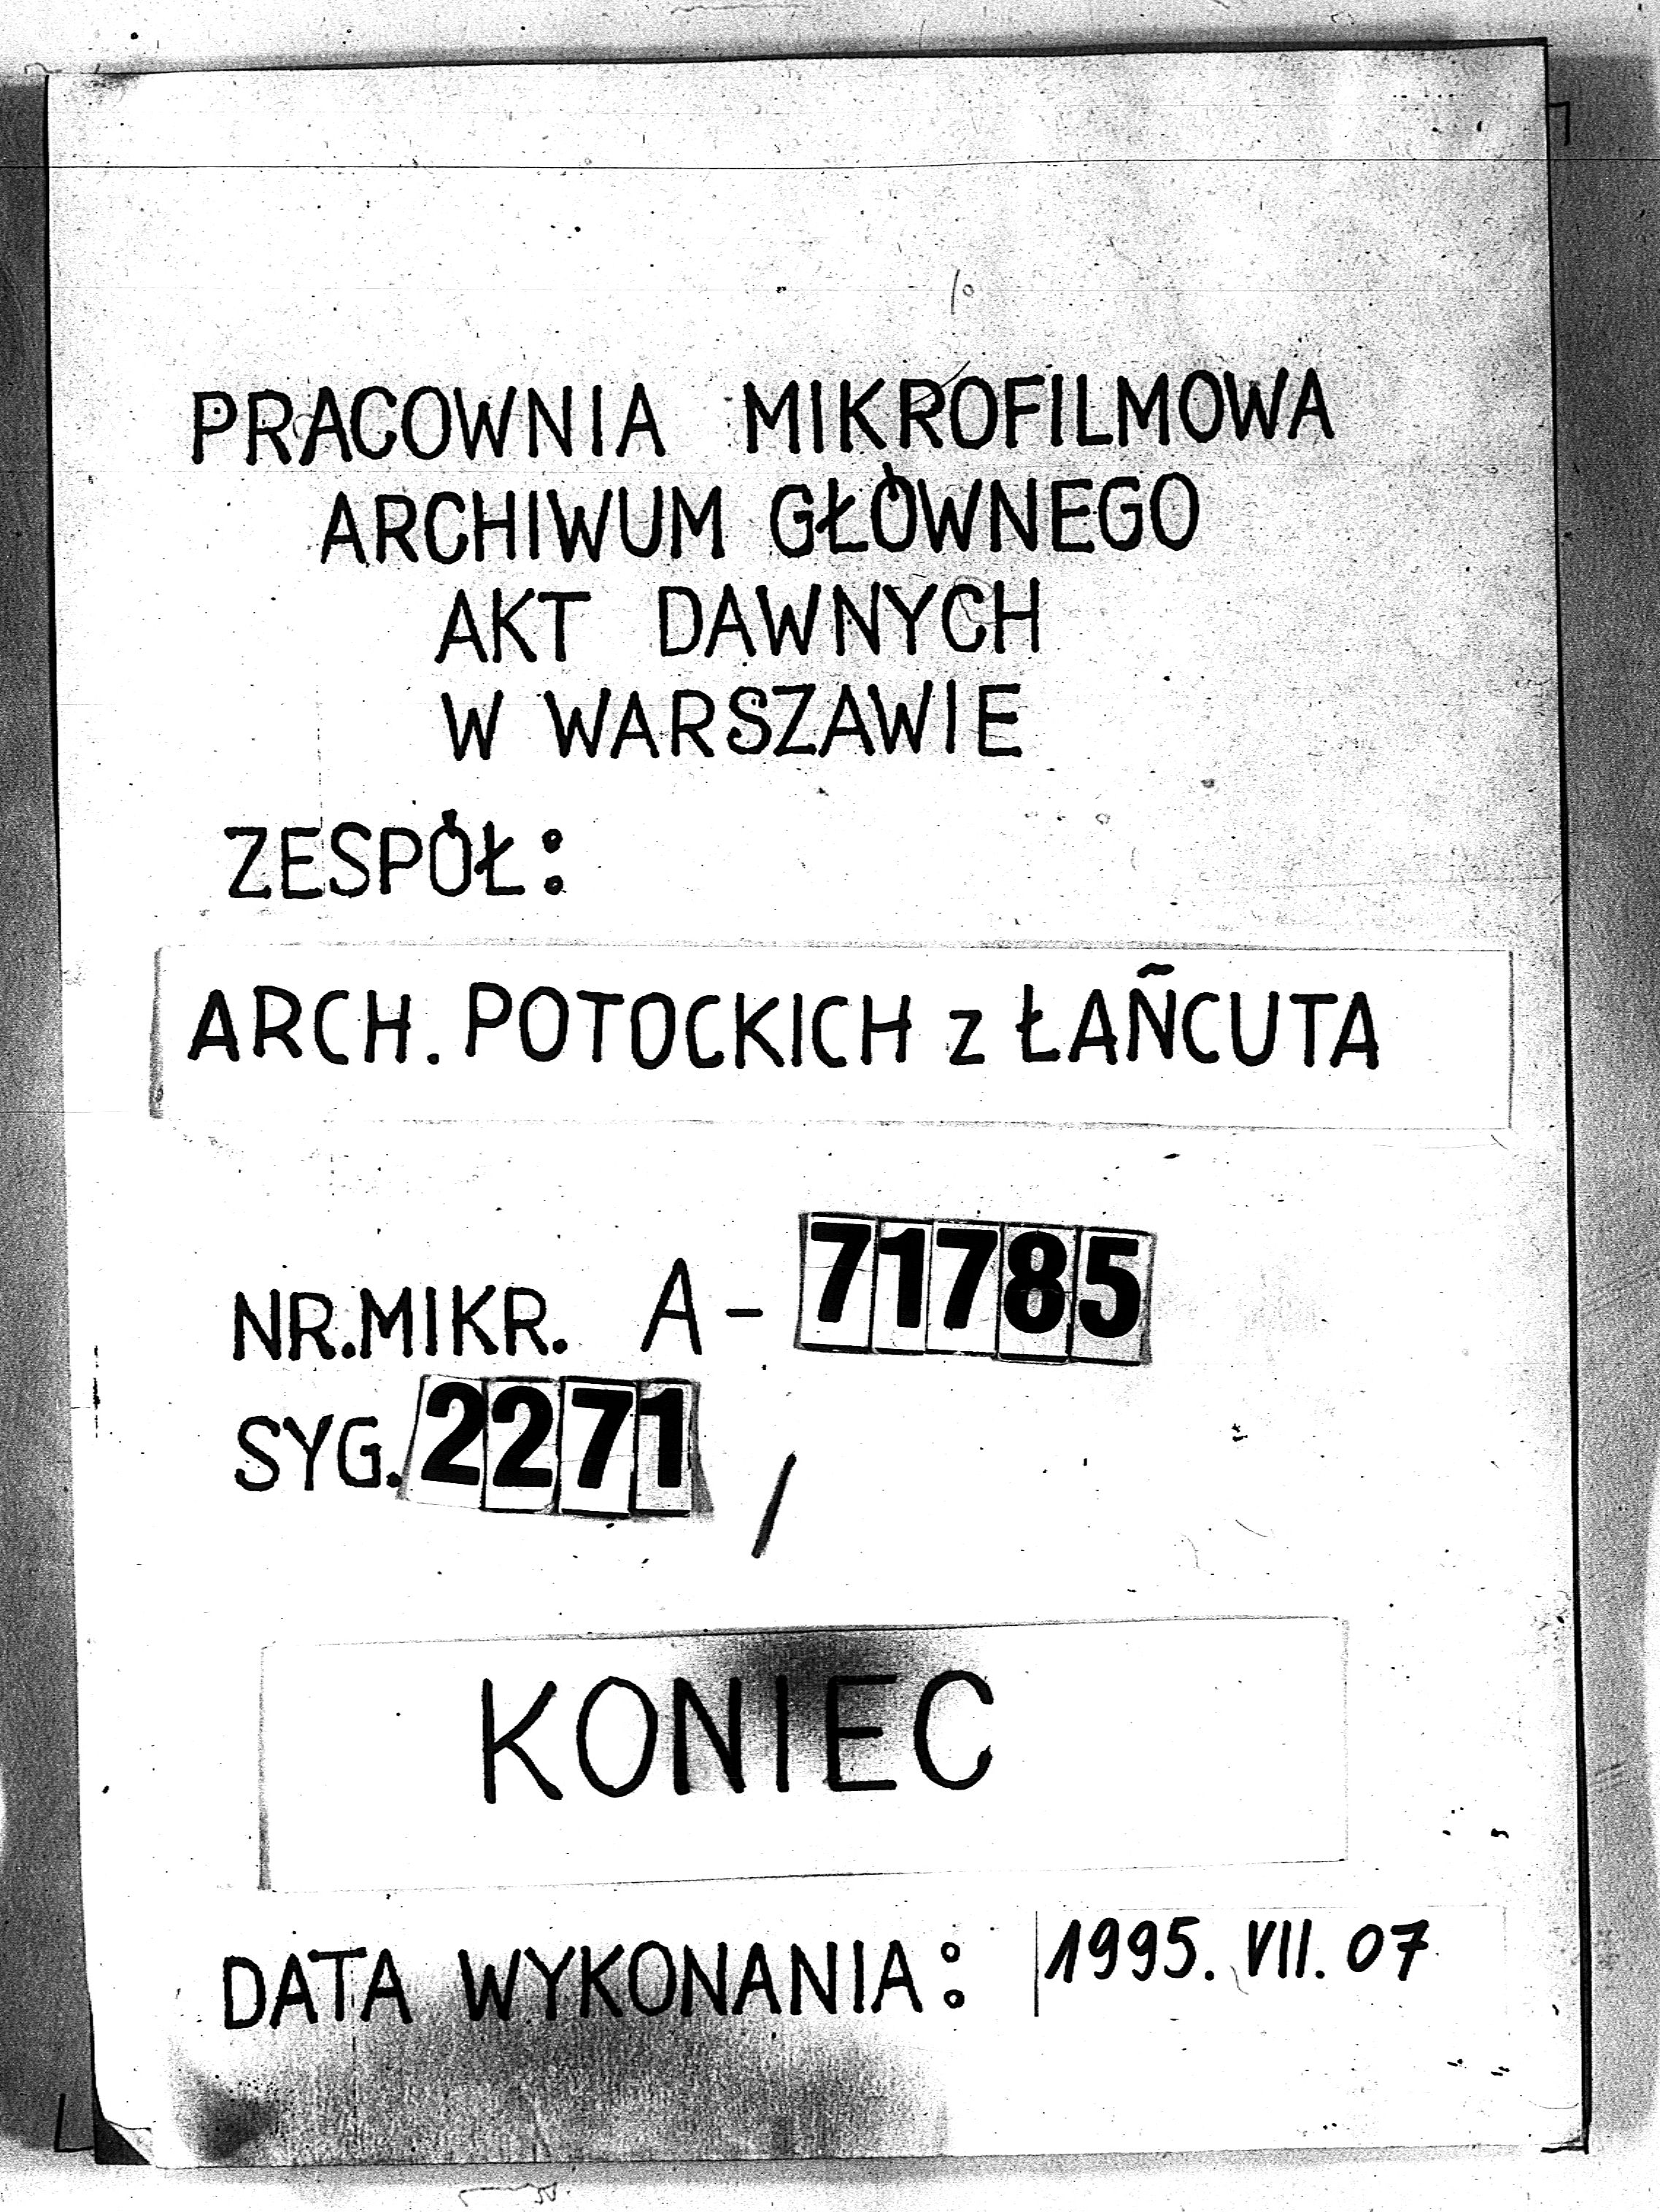 PRACOWNIA MIKROFILMOWA
ARCHIWUM GŁÓWNEGO
AKT DAWNYCH
W WARSZAWIE
ZESPÓŁ:
ARCH. POTOCKICH z ŁAŃCUTA
NR.MIKR. A-71785
SYG. 2271 /
KONIEC
DATA WYKONANIA: 1995. VII. 07